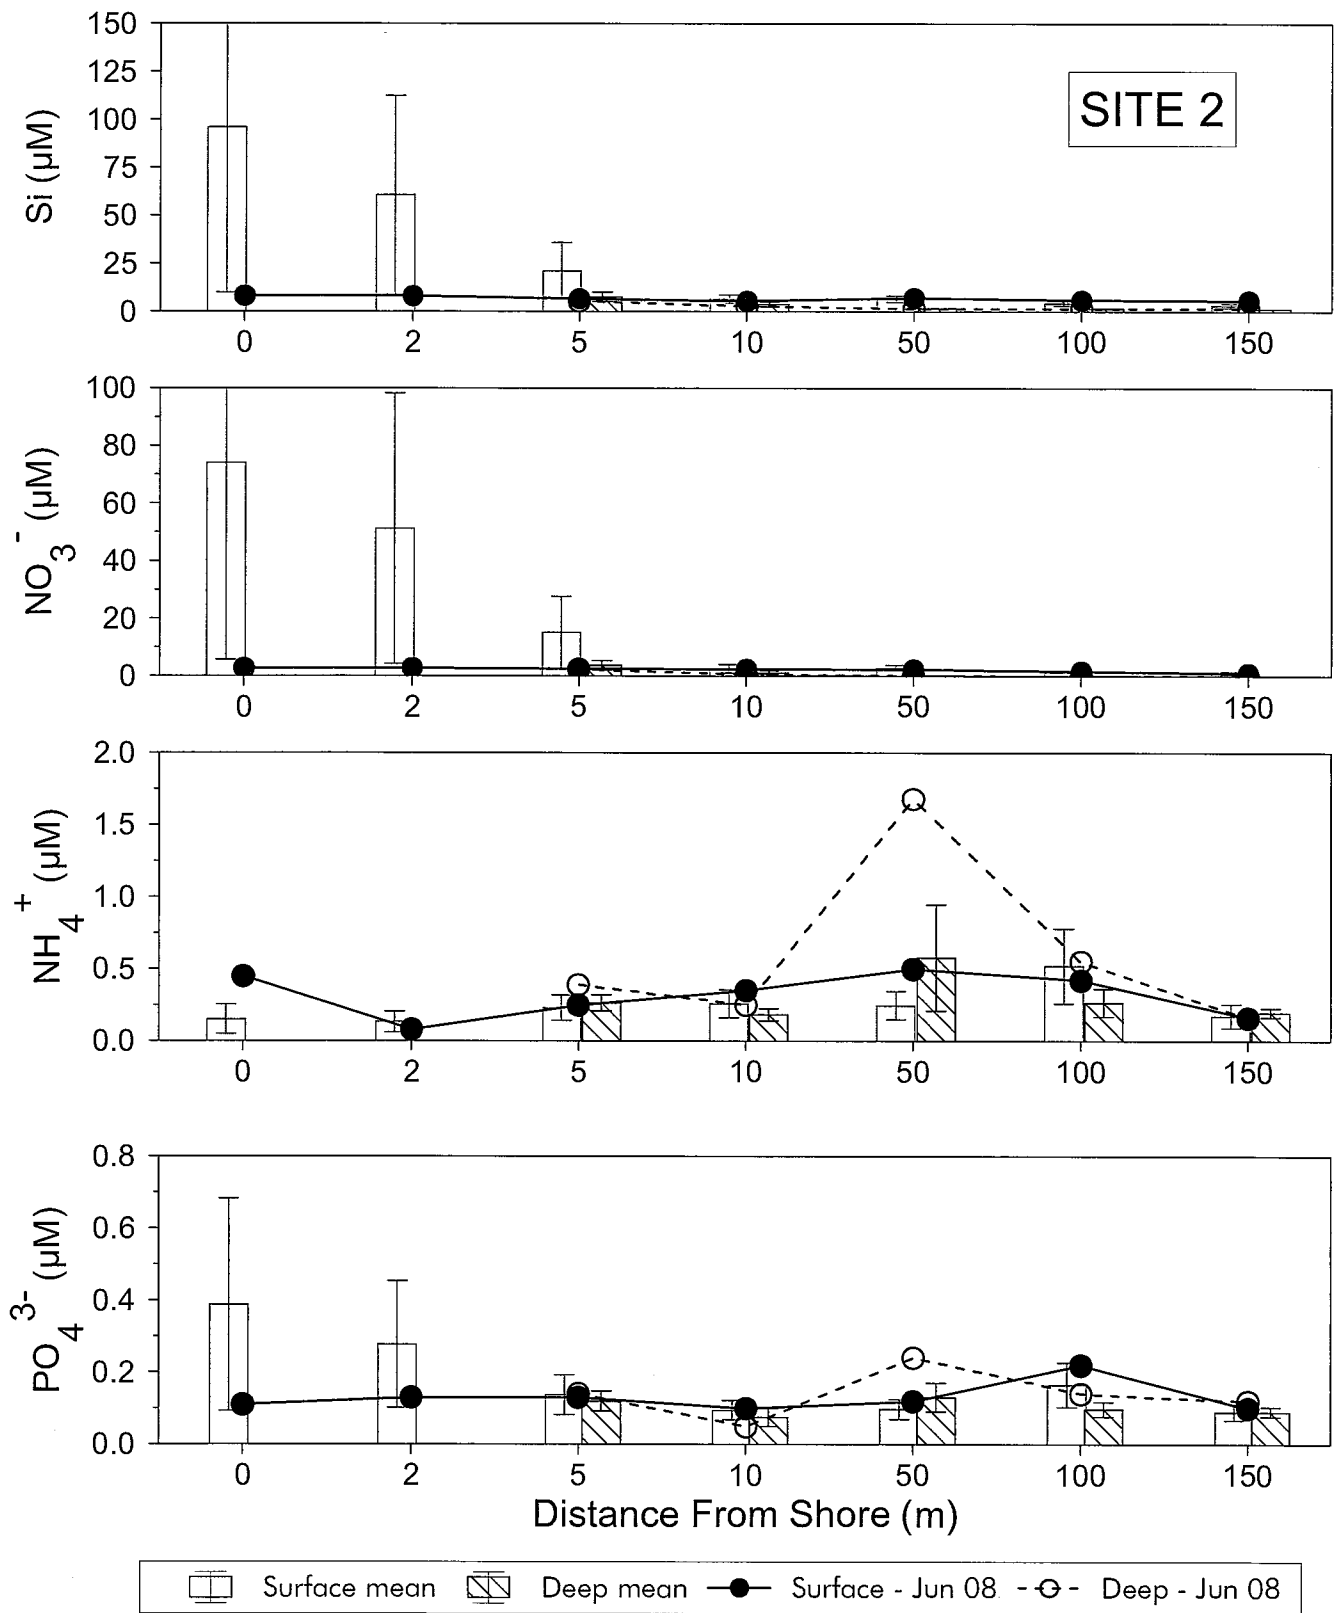 SITE 2
Si (µM)
150
100
75
50
25
0
0 2 5 10 50 100 150
NO3- (µM)
100
80
60
40
20
0
0 2 5 10 50 100 150
NH4+ (µM)
2.0
1.5
1.0
0.5
0.0
0 2 5 10 50 100 150
PO43- (µM)
0.8
0.6
0.4
0.2
0.0
0 2 5 10 50 100 150
Distance From Shore (m)
Surface mean Deep mean Surface - Jun 08 Deep - Jun 08